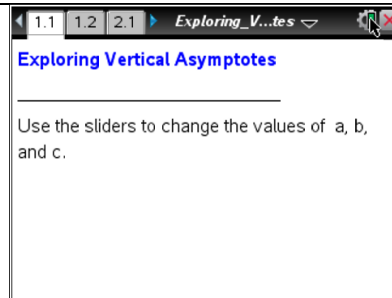 1.1 1.2 2.1 Exploring_V...tes
Exploring Vertical Asymptotes
Use the sliders to change the values of a, b,
and c.